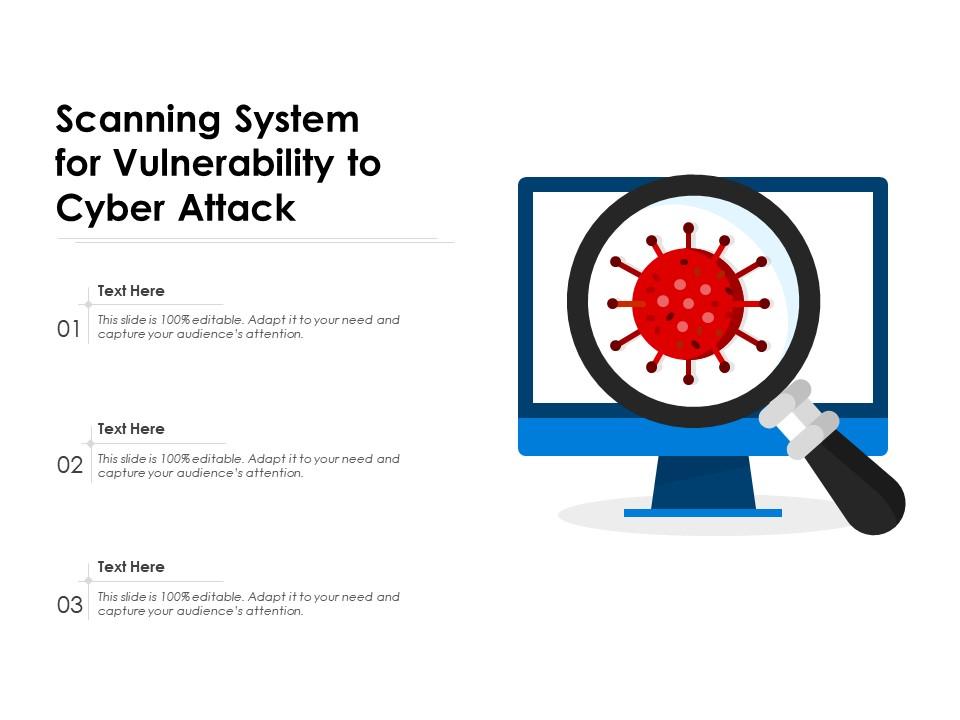 Scanning System
for Vulnerability to
Cyber Attack
Text Here
01
This slide is 100% editable. Adapt it to your need and
capture your audience's attention.
Text Here
02
This slide is 100% editable. Adapt it to your need and
capture your audience's attention.
Text Here
03
This slide is 100% editable. Adapt it to your need and
capture your audience's attention.